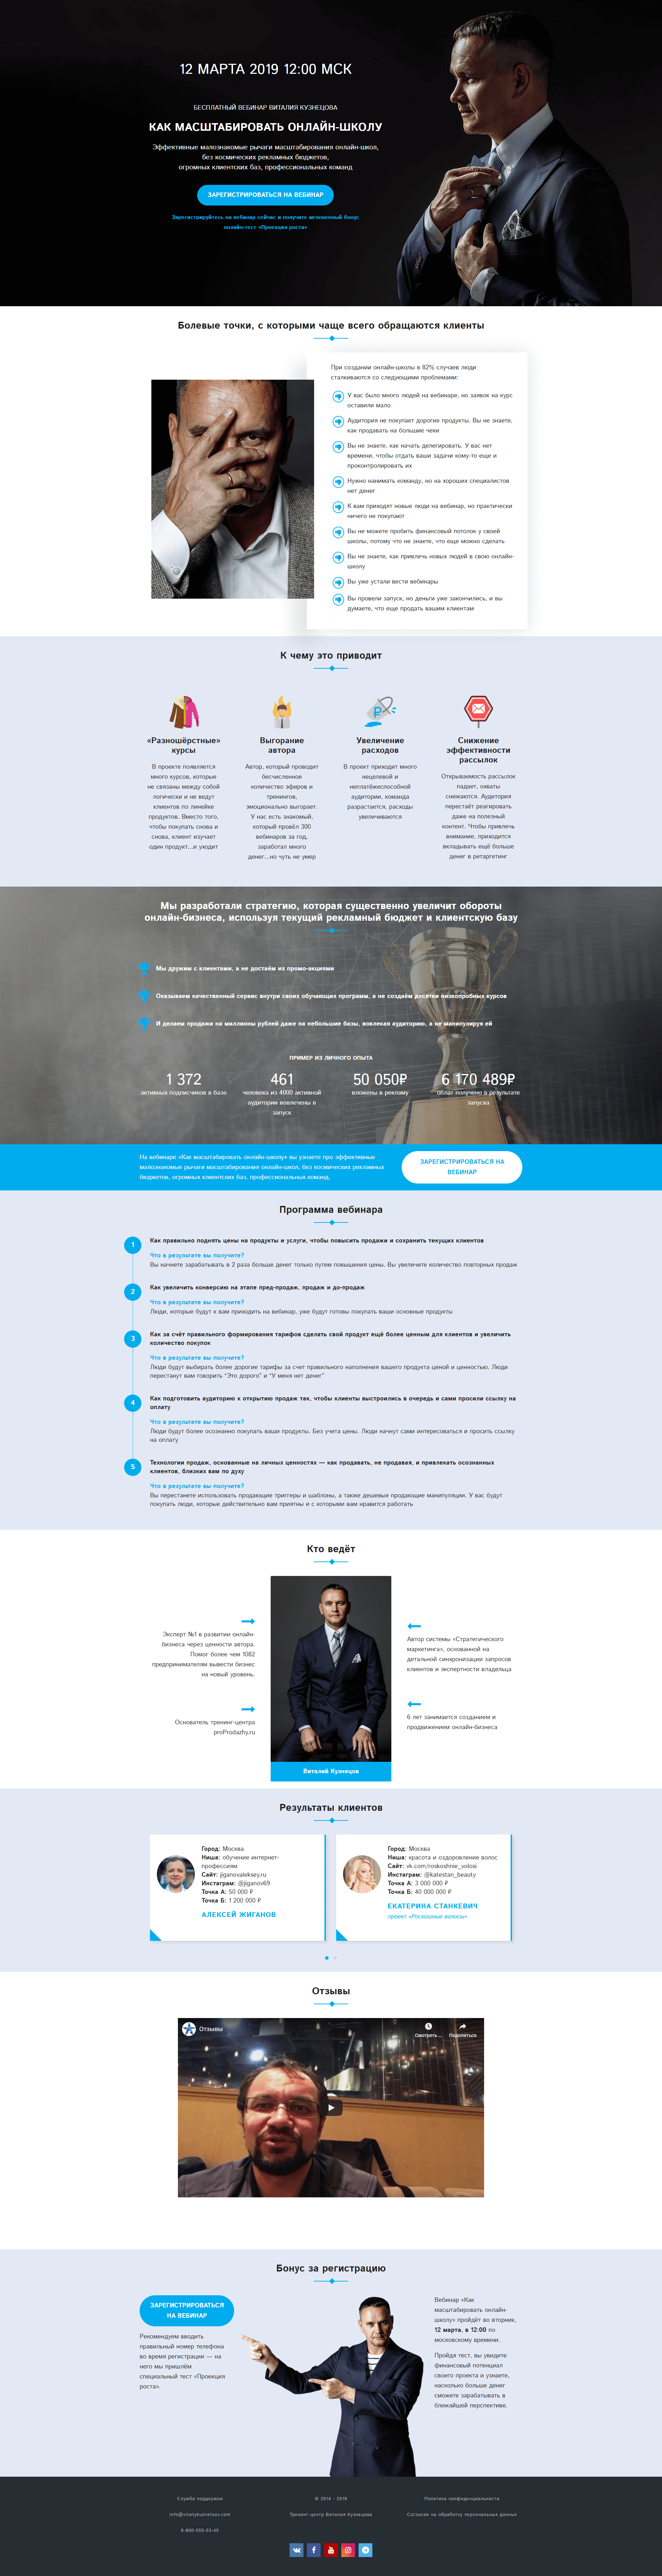 12 МАРТА 2019 12:00 МСК
БЕСПЛАТНЫЙ ВЕБИНАР ВИТАЛИЯ КУЗНЕЦОВА
КАК МАСШТАБИРОВАТЬ ОНЛАЙН-ШКОЛУ
Эффективные малознакомые рычаги масштабирования онлайн-школ,
без космических рекламных бюджетов,
огромных клиентских баз, профессиональных команд
ЗАРЕГИСТРИРОВАТЬСЯ НА ВЕБИНАР
Зарегистрируйтесь на вебинар сейчас и получите мгновенный бонус
онлайн-тест «Проекция роста»
Болевые точки, с которыми чаще всего обращаются клиенты
При создании онлайн-школы в 82% случаев люди
сталкиваются со следующими проблемами:
У вас было много людей на вебинаре, но заявок на курс
оставили мало
Аудитория не покупает дорогие продукты. Вы не знаете,
как продавать на большие чеки
Вы не знаете, как начать делегировать. У вас нет
времени, чтобы отдать ваши задачи кому-то еще и
проконтролировать их
Нужно нанимать команду, но на хороших специалистов
нет денег
К вам приходят новые люди на вебинар, но практически
ничего не покупают
Вы не можете пробить финансовый потолок у своей
школы, потому что не знаете, что еще можно сделать
Вы не знаете, как привлечь новых людей в свою онлайн-
школу
Вы уже устали вести вебинары
Вы провели запуск, но деньги уже закончились, и вы
думаете, что еще продать вашим клиентам
К чему это приводит
«Разношёрстные»
курсы
В проекте появляется
много курсов, которые
не связаны между собой
логически и не ведут
клиентов по линейке
продуктов. Вместо того,
чтобы покупать снова и
снова, клиент изучает
один продукт...и уходит
Выгорание
автора
Автор, который проводит
бесчисленное
количество эфиров и
тренингов,
эмоционально выгорает.
У нас есть знакомый,
который провёл 300
вебинаров за год,
заработал много
денег...но чуть не умер
Увеличение
расходов
В проект приходит много
нецелевой и
неплатёжеспособной
аудитории, команда
разрастается, расходы
увеличиваются
Снижение
эффективности
рассылок
Открываемость рассылок
падает, охваты
снижаются. Аудитория
перестаёт реагировать
даже на полезный
контент. Чтобы привлечь
внимание, приходится
вкладывать ещё больше
денег в ретаргетинг
Мы разработали стратегию, которая существенно увеличит обороты
онлайн-бизнеса, используя текущий рекламный бюджет и клиентскую базу
Мы дружим с клиентами, а не достаём их промо-акциями
Оказываем качественный сервис внутри своих обучающих программ, а не создаём десятки низкопробных курсов
И делаем продажи на миллионы рублей даже на небольшие базы, вовлекая аудиторию, а не манипулируя ей
ПРИМЕР ИЗ ЛИЧНОГО ОПЫТА
1 372
активных подписчиков в базе
461
человека из 4000 активной
аудитории вовлечены в
запуск
50 050₽
вложены в рекламу
6 170 489₽
оплат получено в результате
запуска
На вебинаре «Как масштабировать онлайн-школу» вы узнаете про эффективные
малознакомые рычаги масштабирования онлайн-школ, без космических рекламных
бюджетов, огромных клиентских баз, профессиональных команд.
ЗАРЕГИСТРИРОВАТЬСЯ НА
ВЕБИНАР
Программа вебинара
1
Как правильно поднять цены на продукты и услуги, чтобы повысить продажи и сохранить текущих клиентов
Что в результате вы получите?
Вы начнете зарабатывать в 2 раза больше денег только путем повышения цены. Вы увеличите количество повторных продаж
2
Как увеличить конверсию на этапе пред-продаж, продаж и до-продаж
Что в результате вы получите?
Люди, которые будут к вам приходить на вебинар, уже будут готовы покупать ваши основные продукты
3
Как за счёт правильного формирования тарифов сделать свой продукт ещё более ценным для клиентов и увеличить
количество покупок
Что в результате вы получите?
Люди будут выбирать более дорогие тарифы за счет правильного наполнения вашего продукта ценой и ценностью. Люди
перестанут вам говорить "Это дорого" и "У меня нет денег"
4
Как подготовить аудиторию к открытию продаж так, чтобы клиенты выстроились в очередь и сами просили ссылку на
оплату
Что в результате вы получите?
Люди будут более осознанно покупать ваши продукты. Без учета цены. Люди начнут сами интересоваться и просить ссылку
на оплату
5
Технологии продаж, основанные на личных ценностях — как продавать, не продавая, и привлекать осознанных
клиентов, близких вам по духу
Что в результате вы получите?
Вы перестанете использовать продающие триггеры и шаблоны, а также дешевые продающие манипуляции. У вас будут
покупать люди, которые действительно вам приятны и с которыми вам нравится работать
Кто ведёт
Эксперт №1 в развитии онлайн-
бизнеса через ценности автора.
Помог более чем 1082
предпринимателям вывести бизнес
на новый уровень.
Основатель тренинг-центра
proProdazhy.ru
Автор системы «Стратегического
маркетинга», основанной на
детальной синхронизации запросов
клиентов и экспертности владельца
6 лет занимается созданием и
продвижением онлайн-бизнеса
Виталий Кузнецов
Результаты клиентов
Город: Москва
Ниша: обучение интернет-
профессиям
Сайт: jiganovaleksey.ru
Инстаграм: @jiganov69
Точка А: 50 000 ₽
Точка Б: 1 200 000 ₽
АЛЕКСЕЙ ЖИГАНОВ
Город: Москва
Ниша: красота и оздоровление волос
Сайт: vk.com/roskoshnie_volosi
Инстаграм: @katestan_beauty
Точка А: 3 000 000 ₽
Точка Б: 40 000 000 ₽
ЕКАТЕРИНА СТАНКЕВИЧ
проект «Роскошные волосы»
Отзывы
Отзывы
Смотреть ...
Поделиться
Бонус за регистрацию
ЗАРЕГИСТРИРОВАТЬСЯ
НА ВЕБИНАР
Рекомендуем вводить
правильный номер телефона
во время регистрации — на
него мы пришлём
специальный тест «Проекция
роста».
Вебинар «Как
масштабировать онлайн-
школу» пройдёт во вторник,
12 марта, в 12:00 по
московскому времени.
Пройдя тест, вы увидите
финансовый потенциал
своего проекта и узнаете,
насколько больше денег
сможете зарабатывать в
ближайшей перспективе.
Служба поддержки
info@vitaliykuznetsov.com
8-800-555-03-45
© 2014 - 2019
Тренинг-центр Виталия Кузнецова
Политика конфиденциальности
Согласие на обработку персональных данных